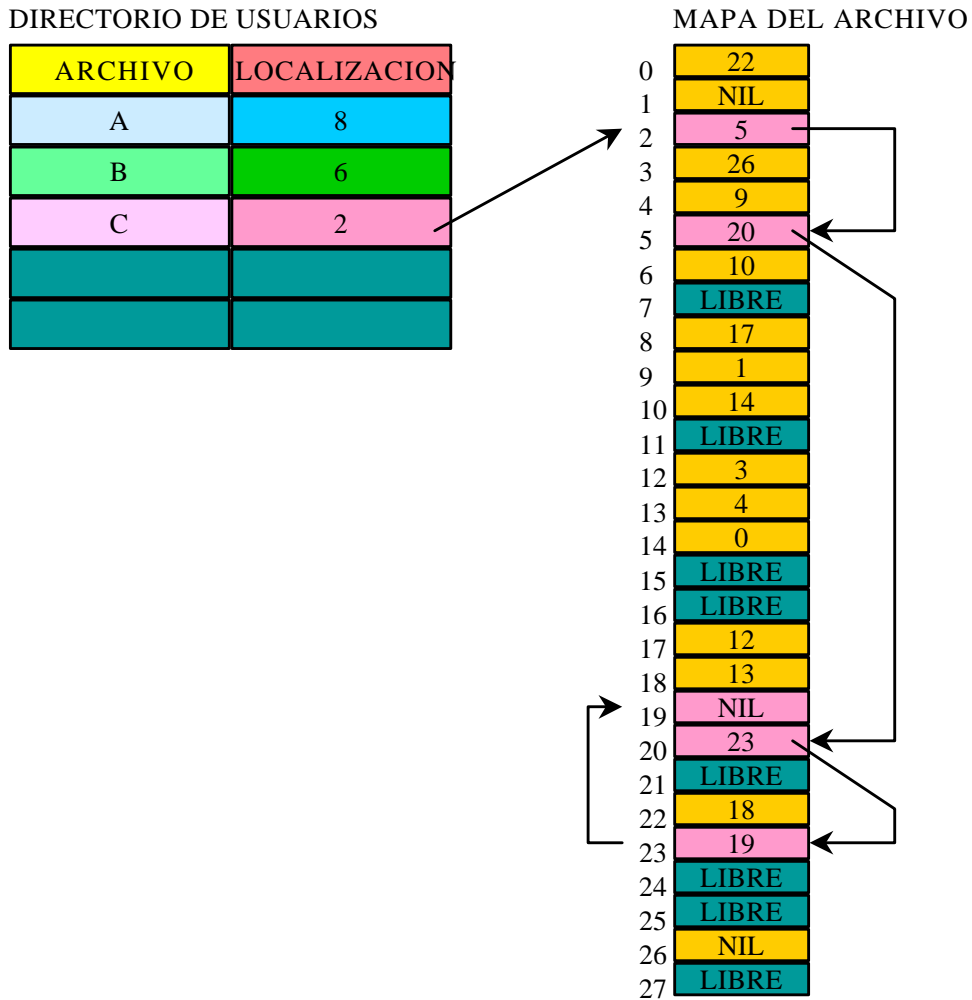 DIRECTORIO DE USUARIOS
ARCHIVO LOCALIZACION
A 8
B 6
C 2
MAPA DEL ARCHIVO
0 22
1 NIL
2 5
3 26
4 9
5 20
6 10
7 LIBRE
8 17
9 1
10 14
11 LIBRE
12 3
13 4
14 0
15 LIBRE
16 LIBRE
17 12
18 13
19 NIL
20 23
21 LIBRE
22 18
23 19
24 LIBRE
25 LIBRE
26 NIL
27 LIBRE